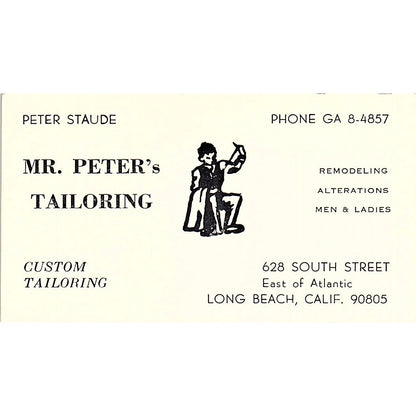 PETER STAUDE
PHONE GA 8-4857
MR. PETER's
TAILORING
REMODELING
ALTERATIONS
MEN & LADIES
CUSTOM
TAILORING
628 SOUTH STREET
East of Atlantic
LONG BEACH, CALIF. 90805